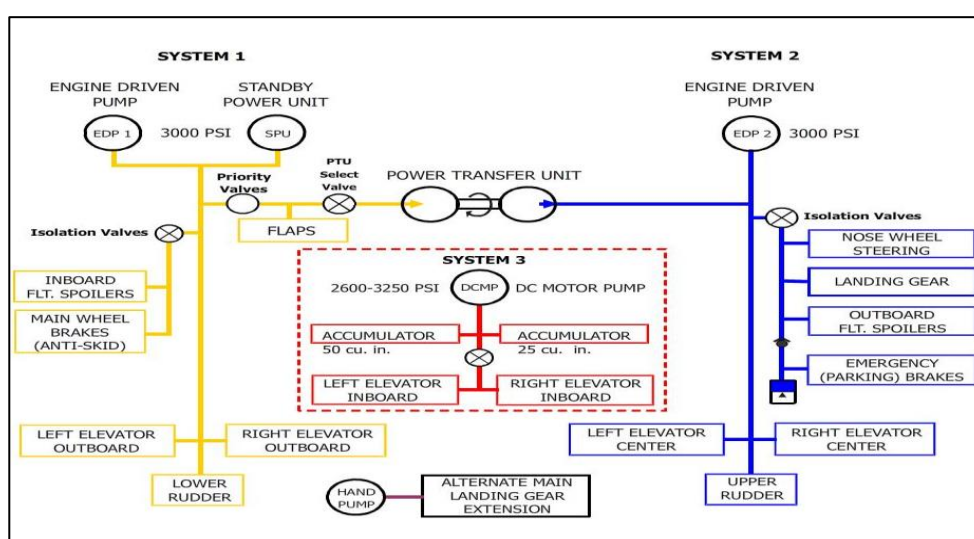 SYSTEM 1
SYSTEM 2
ENGINE DRIVEN
PUMP
STANDBY
POWER UNIT
ENGINE DRIVEN
PUMP
EDP 1
3000 PSI
SPU
EDP 2
3000 PSI
Priority
Valves
PTU
Select
Valve
POWER TRANSFER UNIT
Isolation Valves
FLAPS
Isolation Valves
NOSE WHEEL
STEERING
INBOARD
FLT. SPOILERS
MAIN WHEEL
BRAKES
(ANTI-SKID)
SYSTEM 3
2600-3250 PSI
DCMP
DC MOTOR PUMP
ACCUMULATOR
50 cu. in.
ACCUMULATOR
25 cu. in.
LEFT ELEVATOR
INBOARD
RIGHT ELEVATOR
INBOARD
LANDING GEAR
OUTBOARD
FLT. SPOILERS
EMERGENCY
(PARKING) BRAKES
LEFT ELEVATOR
OUTBOARD
RIGHT ELEVATOR
OUTBOARD
LOWER
RUDDER
LEFT ELEVATOR
CENTER
RIGHT ELEVATOR
CENTER
UPPER
RUDDER
HAND
PUMP
ALTERNATE MAIN
LANDING GEAR
EXTENSION